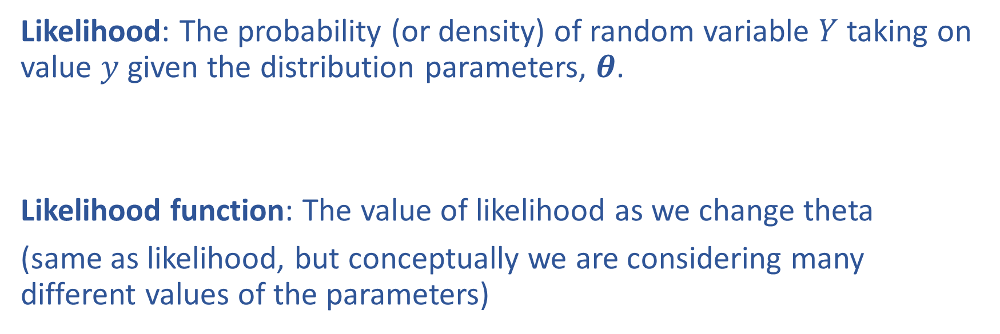 Likelihood: The probability (or density) of random variable Y taking on
value y given the distribution parameters, θ.
Likelihood function: The value of likelihood as we change theta
(same as likelihood, but conceptually we are considering many
different values of the parameters)